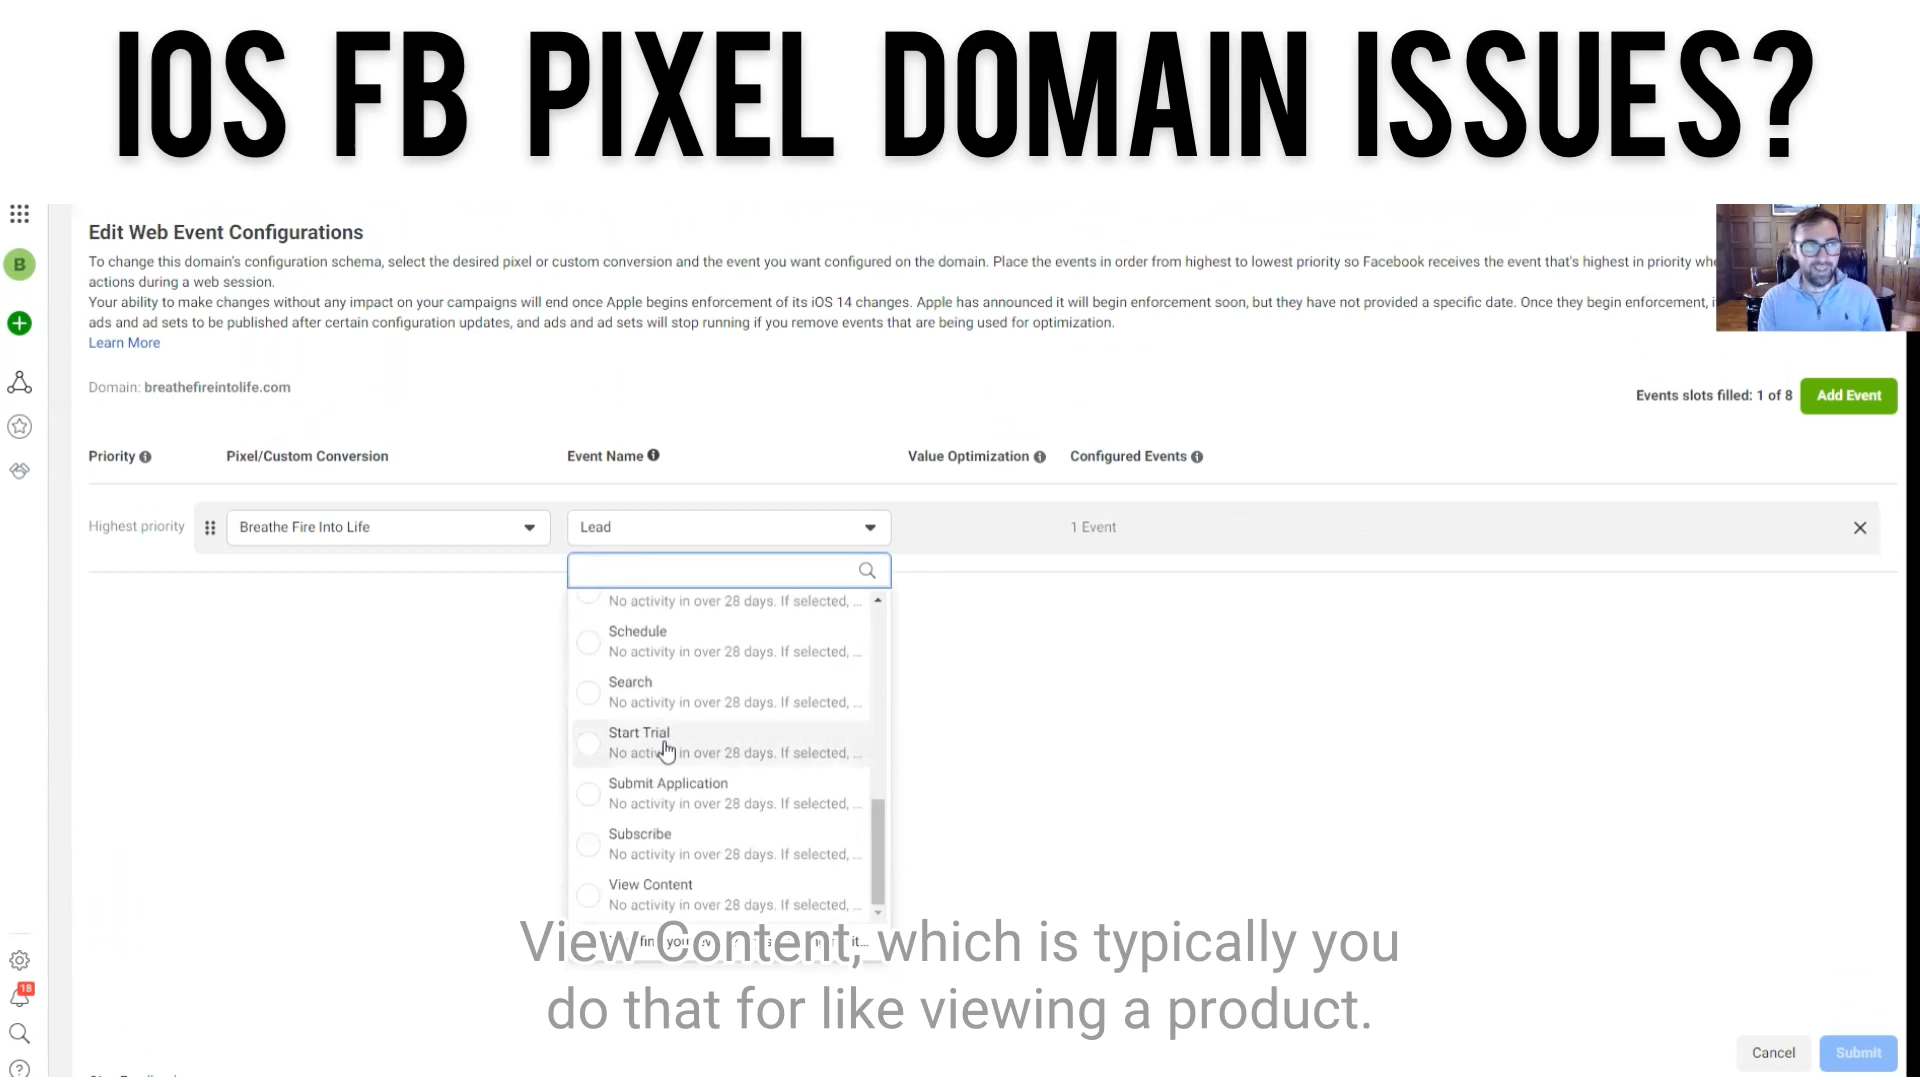 IOS FB PIXEL DOMAIN ISSUES?
Edit Web Event Configurations
To change this domain's configuration schema, select the desired pixel or custom conversion and the event you want configured on the domain. Place the events in order from highest to lowest priority so Facebook receives the event that's highest in priority
actions during a web session.
Your ability to make changes without any impact on your campaigns will end once Apple begins enforcement of its iOS 14 changes. Apple has announced it will begin enforcement soon, but they have not provided a specific date. Once they begin enforcement,
ads and ad sets to be published after certain configuration updates, and ads and ad sets will stop running if you remove events that are being used for optimization.
Learn More
B
Domain: breathefireintolife.com
Events slots filled: 1 of 8
Add Event
Priority
Pixel/Custom Conversion
Event Name
Value Optimization
Configured Events
Highest priority
Breathe Fire Into Life
Lead
1 Event
No activity in over 28 days. If selected, ...
Schedule
No activity in over 28 days. If selected, ...
Search
No activity in over 28 days. If selected, ...
Start Trial
No activity in over 28 days. If selected, ...
Submit Application
No activity in over 28 days. If selected, ...
Subscribe
No activity in over 28 days. If selected, ...
View Content
No activity in over 28 days. If selected, ...
View Content, which is typically you
do that for like viewing a product.
18
Cancel
Submit